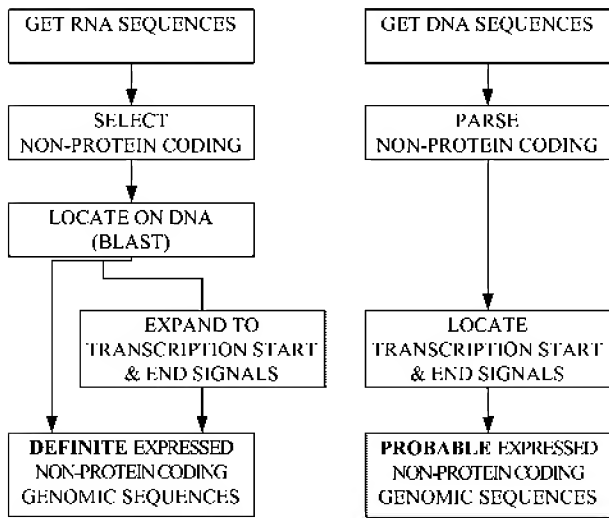 GET RNA SEQUENCES
SELECT
NON-PROTEIN CODING
LOCATE ON DNA
(BLAST)
EXPAND TO
TRANSCRIPTION START
& END SIGNALS
DEFINITE EXPRESSED
NON-PROTEIN CODING
GENOMIC SEQUENCES
GET DNA SEQUENCES
PARSE
NON-PROTEIN CODING
LOCATE
TRANSCRIPTION START
& END SIGNALS
PROBABLE EXPRESSED
NON-PROTEIN CODING
GENOMIC SEQUENCES